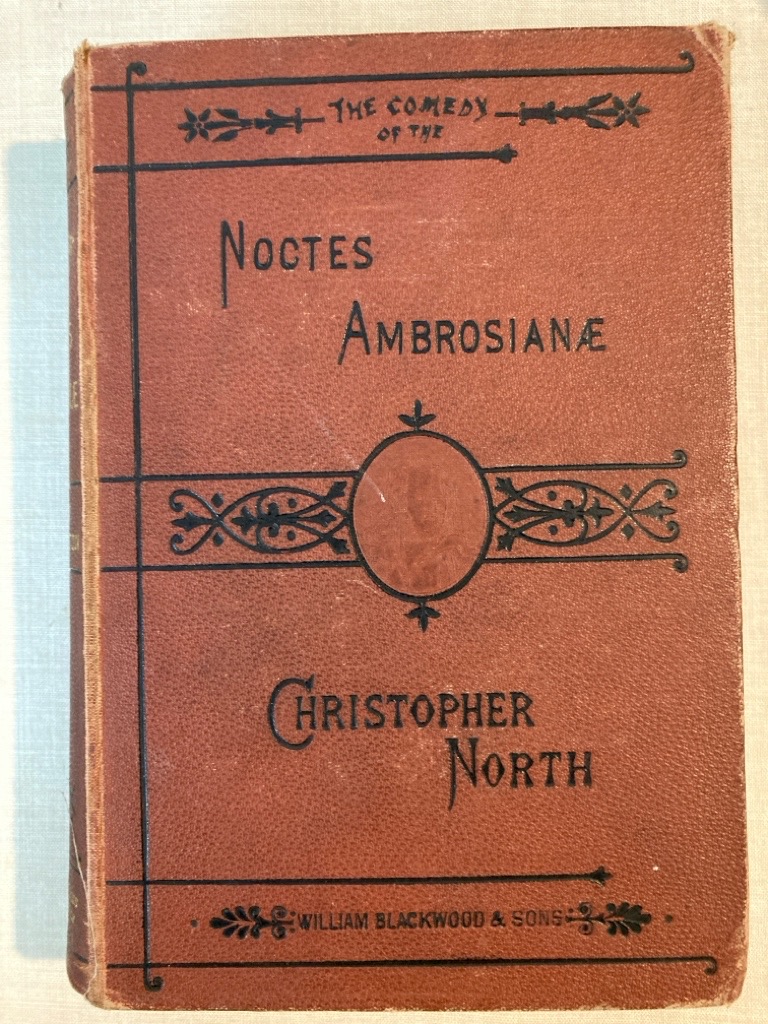 THE COMEDY
OF THE
NOCTES
AMBROSIANÆ
CHRISTOPHER
NORTH
WILLIAM BLACKWOOD & SONS